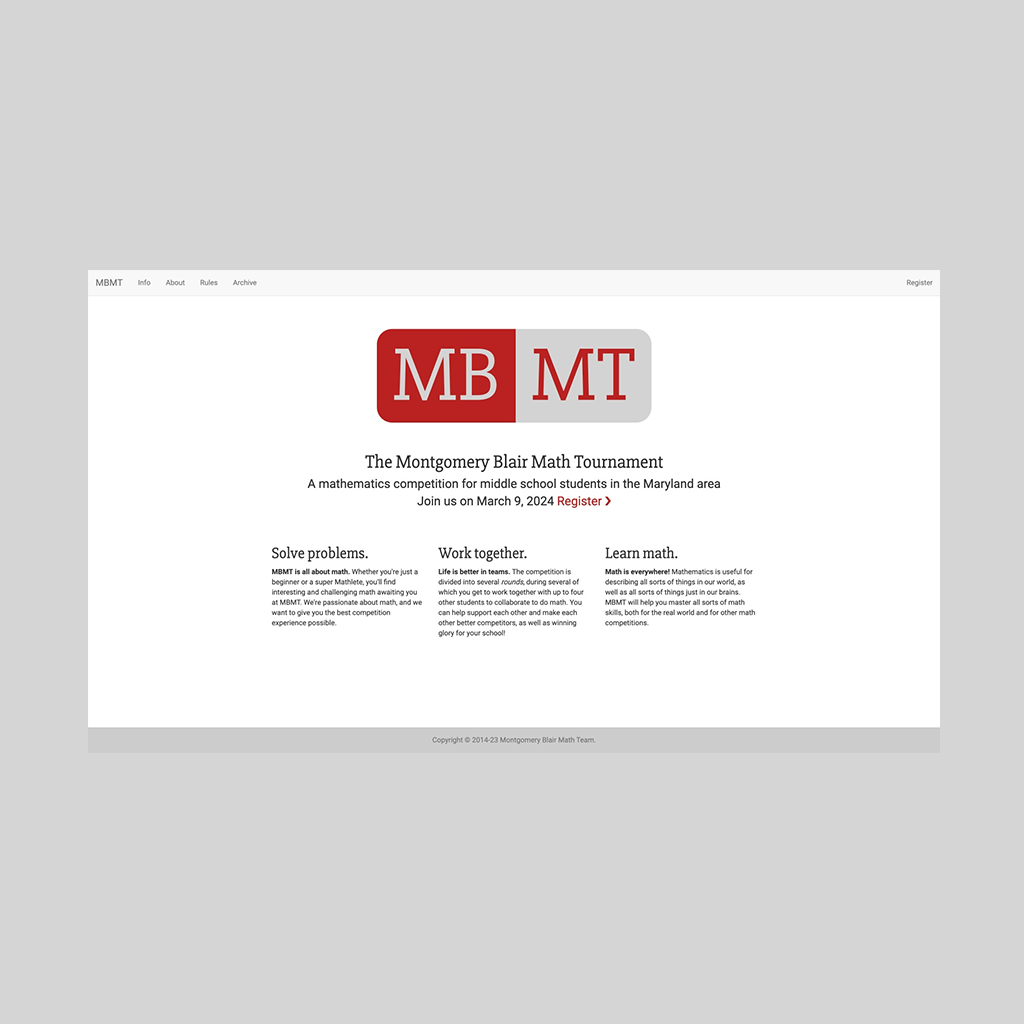 MBMT Info About Rules Archive Register
MB MT
The Montgomery Blair Math Tournament
A mathematics competition for middle school students in the Maryland area
Join us on March 9, 2024 Register ❯
Solve problems.
MBMT is all about math. Whether you're just a
beginner or a super Mathlete, you'll find
interesting and challenging math awaiting you
at MBMT. We're passionate about math, and we
want to give you the best competition
experience possible.
Work together.
Life is better in teams. The competition is
divided into several rounds, during several of
which you get to work together with up to four
other students to collaborate to do math. You
can help support each other and make each
other better competitors, as well as winning
glory for your school!
Learn math.
Math is everywhere! Mathematics is useful for
describing all sorts of things in our world, as
well as all sorts of things just in our brains.
MBMT will help you master all sorts of math
skills, both for the real world and for other math
competitions.
Copyright © 2014-23 Montgomery Blair Math Team.